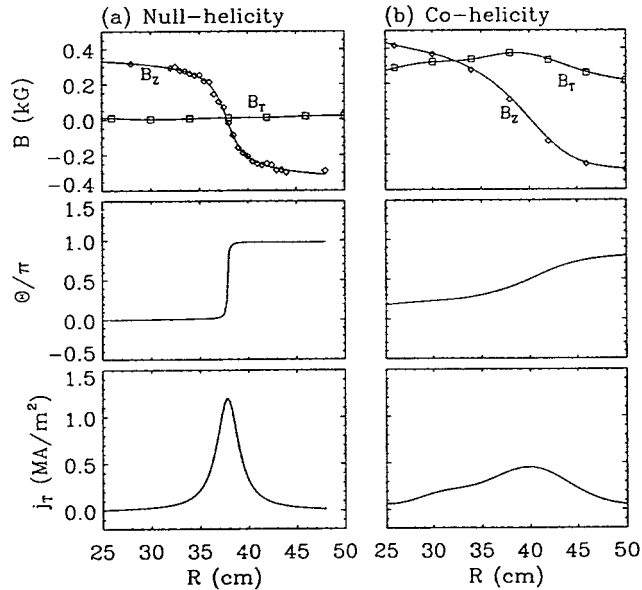 (a) Null-helicity
(b) Co-helicity
B (kG)
0.4
0.2
0.0
−0.2
−0.4
B_Z
B_T
B_T
B_Z
Θ/π
1.5
1.0
0.5
0.0
−0.5
j_T (MA/m²)
1.5
1.0
0.5
0.0
25 30 35 40 45 50
25 30 35 40 45 50
R (cm)
R (cm)